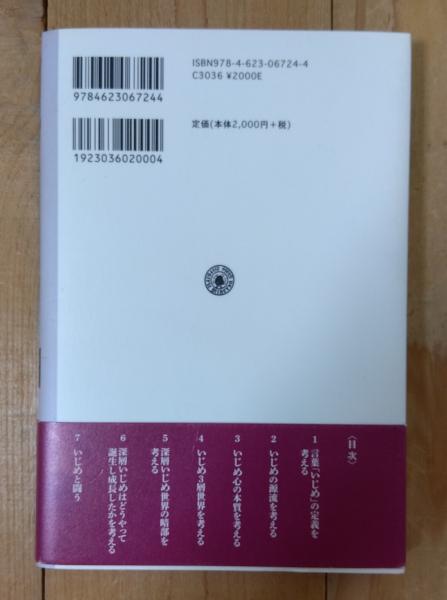 ISBN978-4-623-06724-4
C3036 ¥2000E
9784623067244
定価(本体2,000円+税)
1923036020004
〈目次〉
1 言葉「いじめ」の定義を
考える
2 いじめの源流を考える
3 いじめ心の本質を考える
4 いじめ3層世界を考える
5 深層いじめ世界の暗部を
考える
6 深層いじめはどうやって
誕生し成長したかを考える
7 いじめと闘う